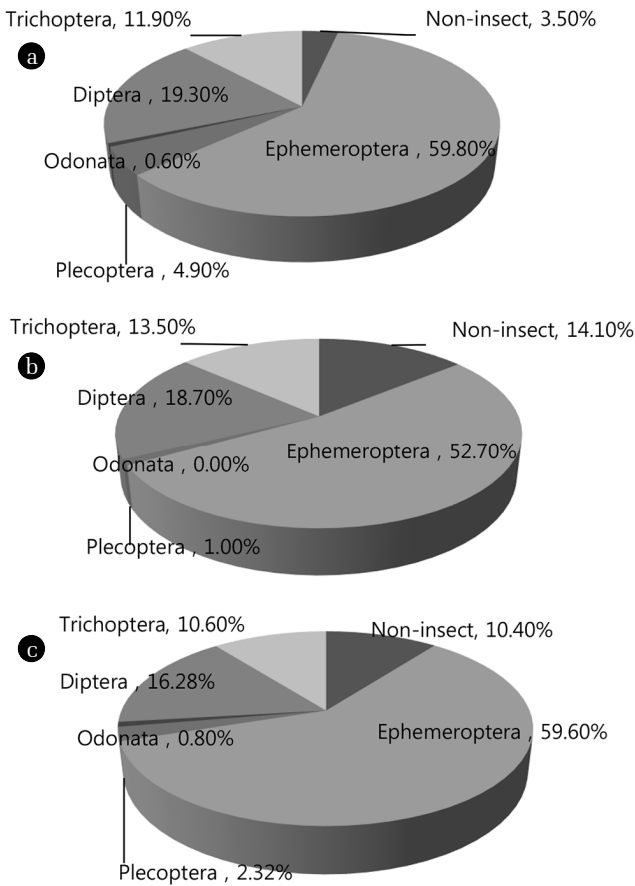 Trichoptera, 11.90%
Non-insect, 3.50%
a
Diptera , 19.30%
Ephemeroptera , 59.80%
Odonata , 0.60%
Plecoptera , 4.90%
Trichoptera, 13.50%
Non-insect, 14.10%
b
Diptera , 18.70%
Ephemeroptera , 52.70%
Odonata , 0.00%
Plecoptera , 1.00%
Trichoptera, 10.60%
Non-insect, 10.40%
c
Diptera , 16.28%
Ephemeroptera , 59.60%
Odonata , 0.80%
Plecoptera , 2.32%